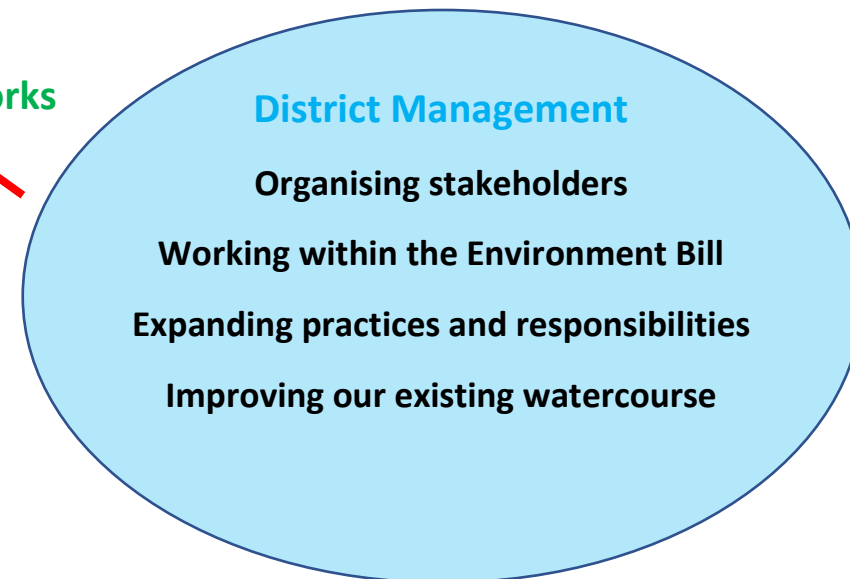 orks
District Management
Organising stakeholders
Working within the Environment Bill
Expanding practices and responsibilities
Improving our existing watercourse